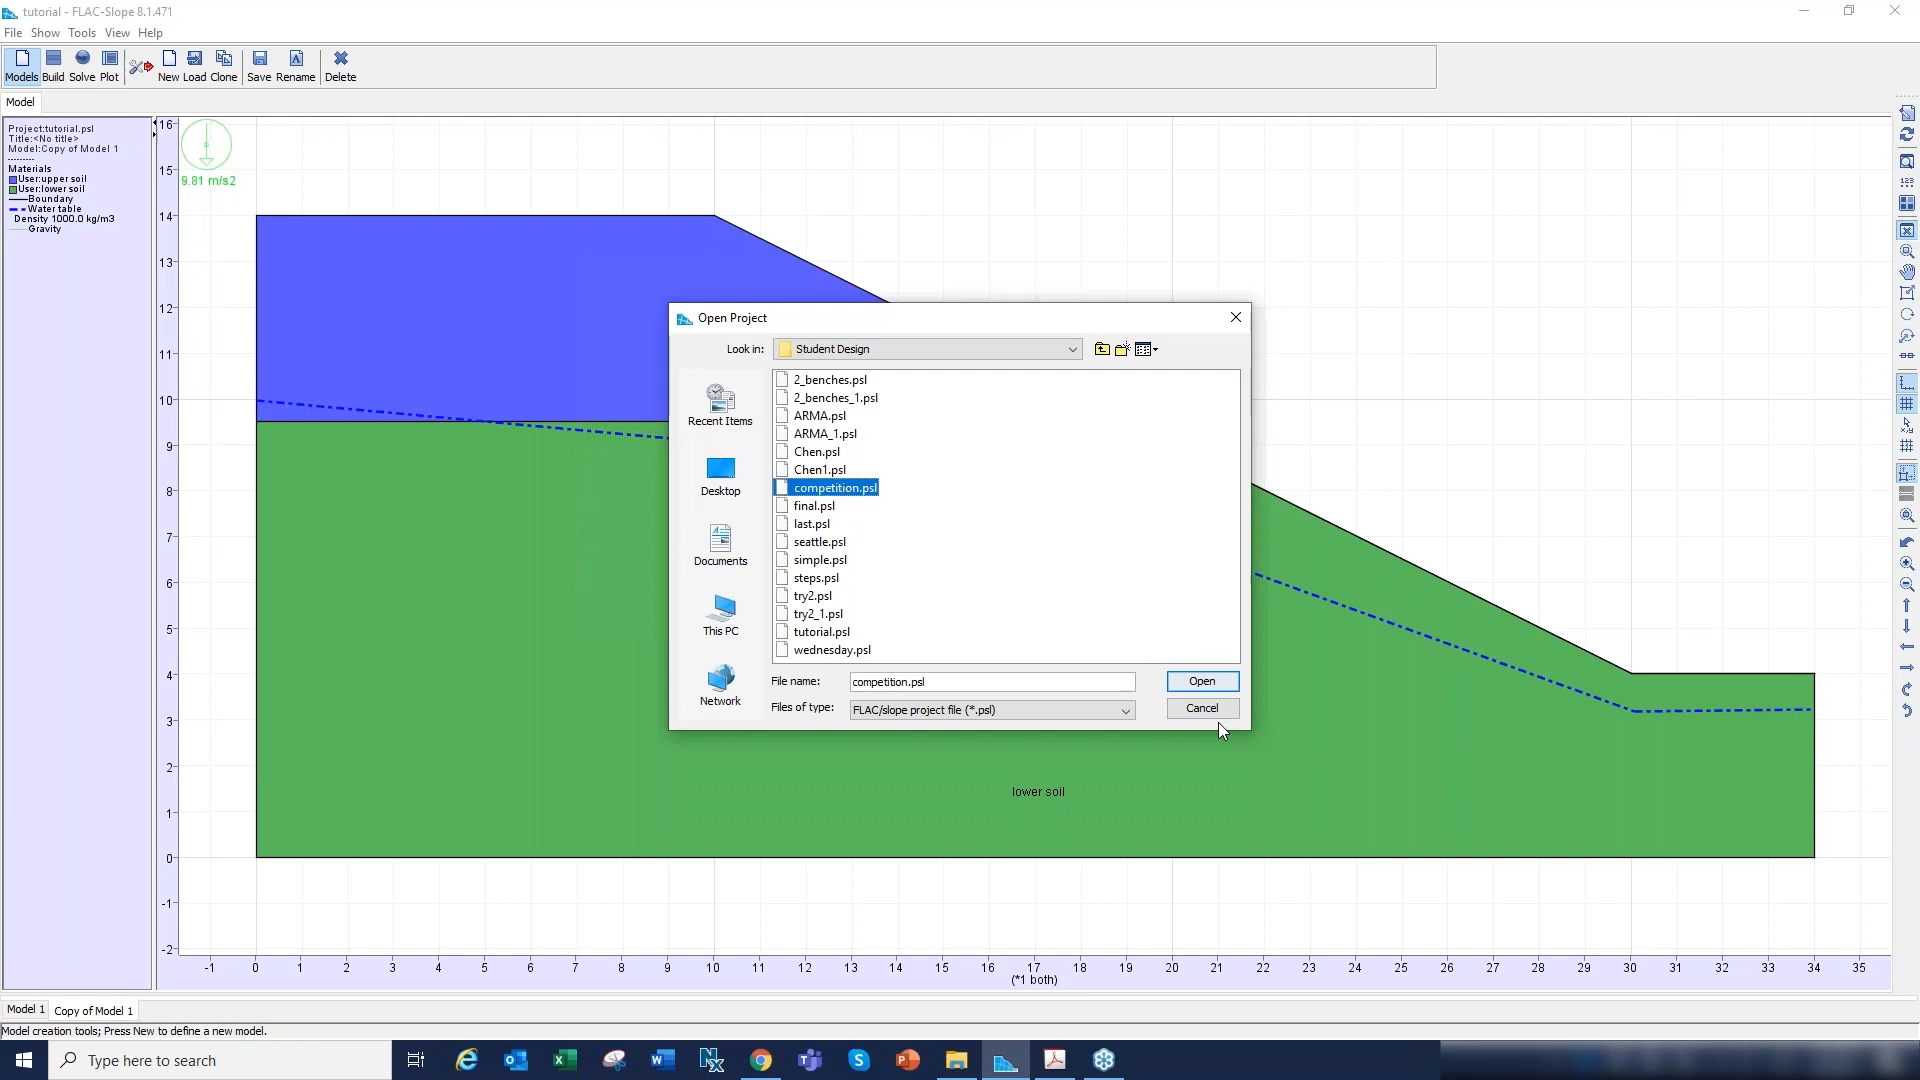 tutorial - FLAC-Slope 8.1.471
File Show Tools View Help
Models Build Solve Plot New Load Clone Save Rename Delete
Model
Project:tutorial.psl
Title:<No title>
Model:Copy of Model 1
----------
Materials
User:upper soil
User:lower soil
Boundary
Water table
Density 1000.0 kg/m3
Gravity
9.81 m/s2
16
15
14
13
12
11
10
9
8
7
6
5
4
3
2
1
0
-1
-2
Open Project
Look in: Student Design
Recent Items
Desktop
Documents
This PC
Network
2_benches.psl
2_benches_1.psl
ARMA.psl
ARMA_1.psl
Chen.psl
Chen1.psl
competition.psl
final.psl
last.psl
seattle.psl
simple.psl
steps.psl
try2.psl
try2_1.psl
tutorial.psl
wednesday.psl
File name: competition.psl Open
Files of type: FLAC/slope project file (*.psl) Cancel
lower soil
123
-1 0 1 2 3 4 5 6 7 8 9 10 11 12 13 14 15 16 17 18 19 20 21 22 23 24 25 26 27 28 29 30 31 32 33 34 35
(*1 both)
Model 1 Copy of Model 1
Model creation tools; Press New to define a new model.
Type here to search